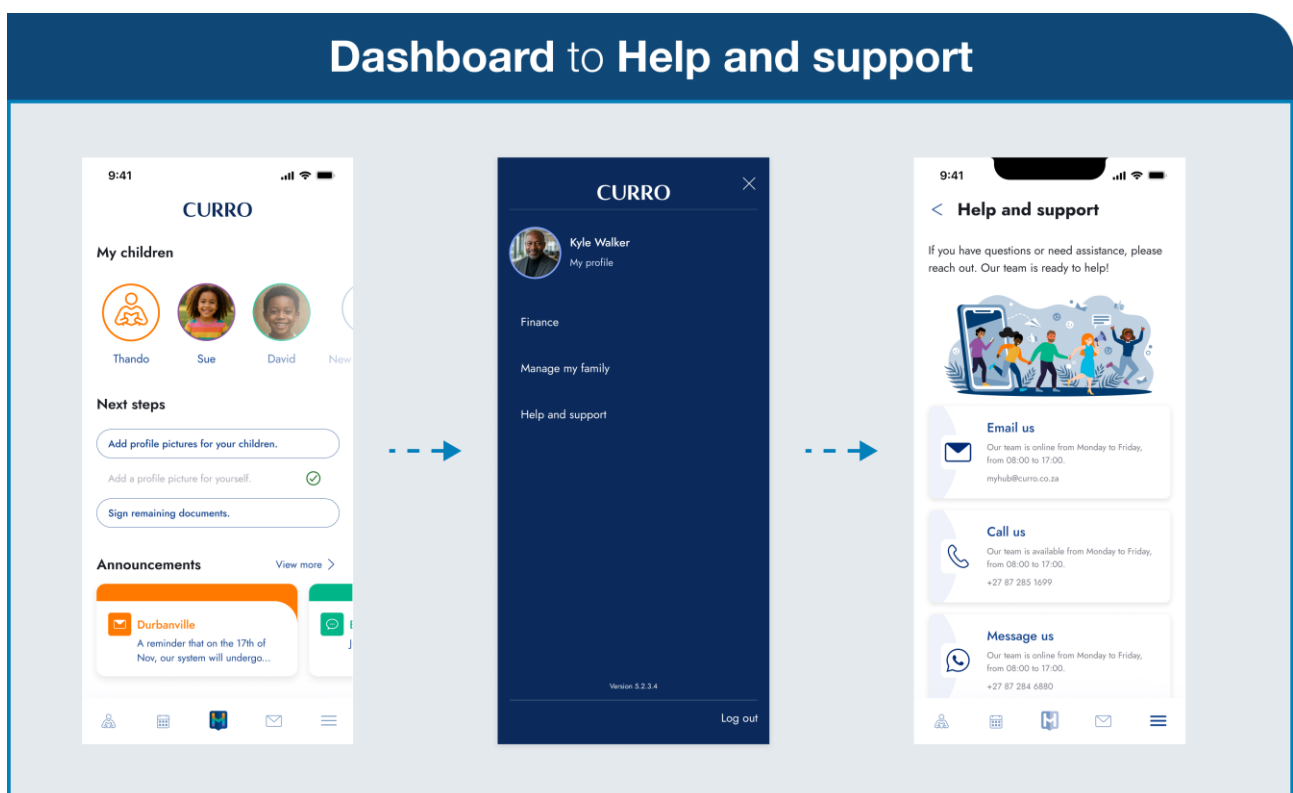 Dashboard to Help and support
9:41
CURRO
My children
Thando
Sue
David
New
Next steps
Add profile pictures for your children.
Add a profile picture for yourself.
Sign remaining documents.
Announcements
View more
Durbanville
A reminder that on the 17th of
Nov, our system will undergo...
J
CURRO
Kyle Walker
My profile
Finance
Manage my family
Help and support
Version 5.2.3.4
Log out
9:41
Help and support
If you have questions or need assistance, please
reach out. Our team is ready to help!
Email us
Our team is online from Monday to Friday,
from 08:00 to 17:00.
myhub@curro.co.za
Call us
Our team is available from Monday to Friday,
from 08:00 to 17:00.
+27 87 285 1699
Message us
Our team is online from Monday to Friday,
from 08:00 to 17:00.
+27 87 284 6880